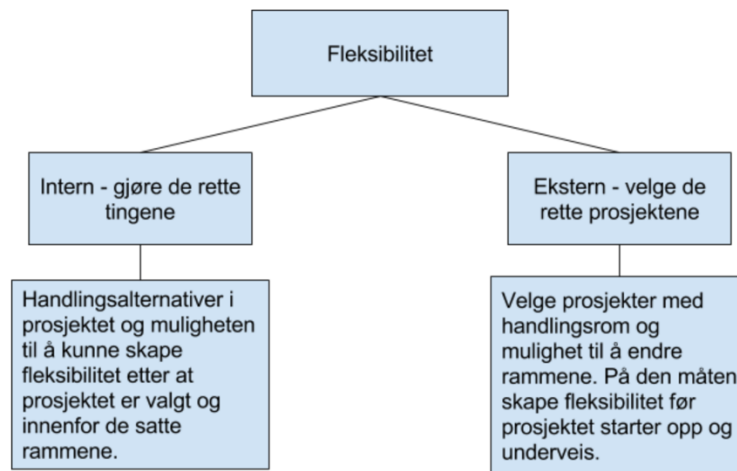 Fleksibilitet
Intern - gjøre de rette
tingene
Ekstern - velge de
rette prosjektene
Handlingsalternativer i
prosjektet og muligheten
til å kunne skape
fleksibilitet etter at
prosjektet er valgt og
innenfor de satte
rammene.
Velge prosjekter med
handlingsrom og
mulighet til å endre
rammene. På den måten
skape fleksibilitet før
prosjektet starter opp og
underveis.